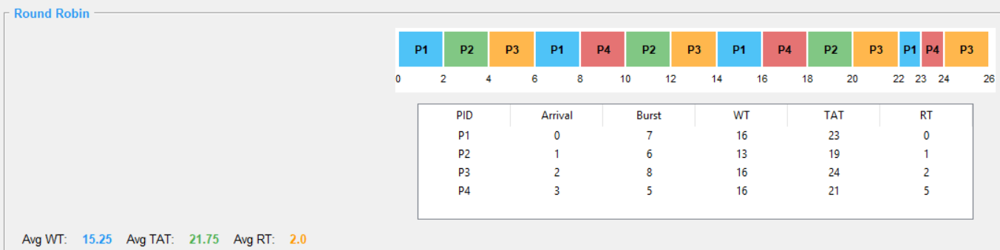 Round Robin
P1 P2 P3 P1 P4 P2 P3 P1 P4 P2 P3 P1 P4 P3
0 2 4 6 8 10 12 14 16 18 20 22 23 24 26
PID Arrival Burst WT TAT RT
P1 0 7 16 23 0
P2 1 6 13 19 1
P3 2 8 16 24 2
P4 3 5 16 21 5
Avg WT: 15.25 Avg TAT: 21.75 Avg RT: 2.0